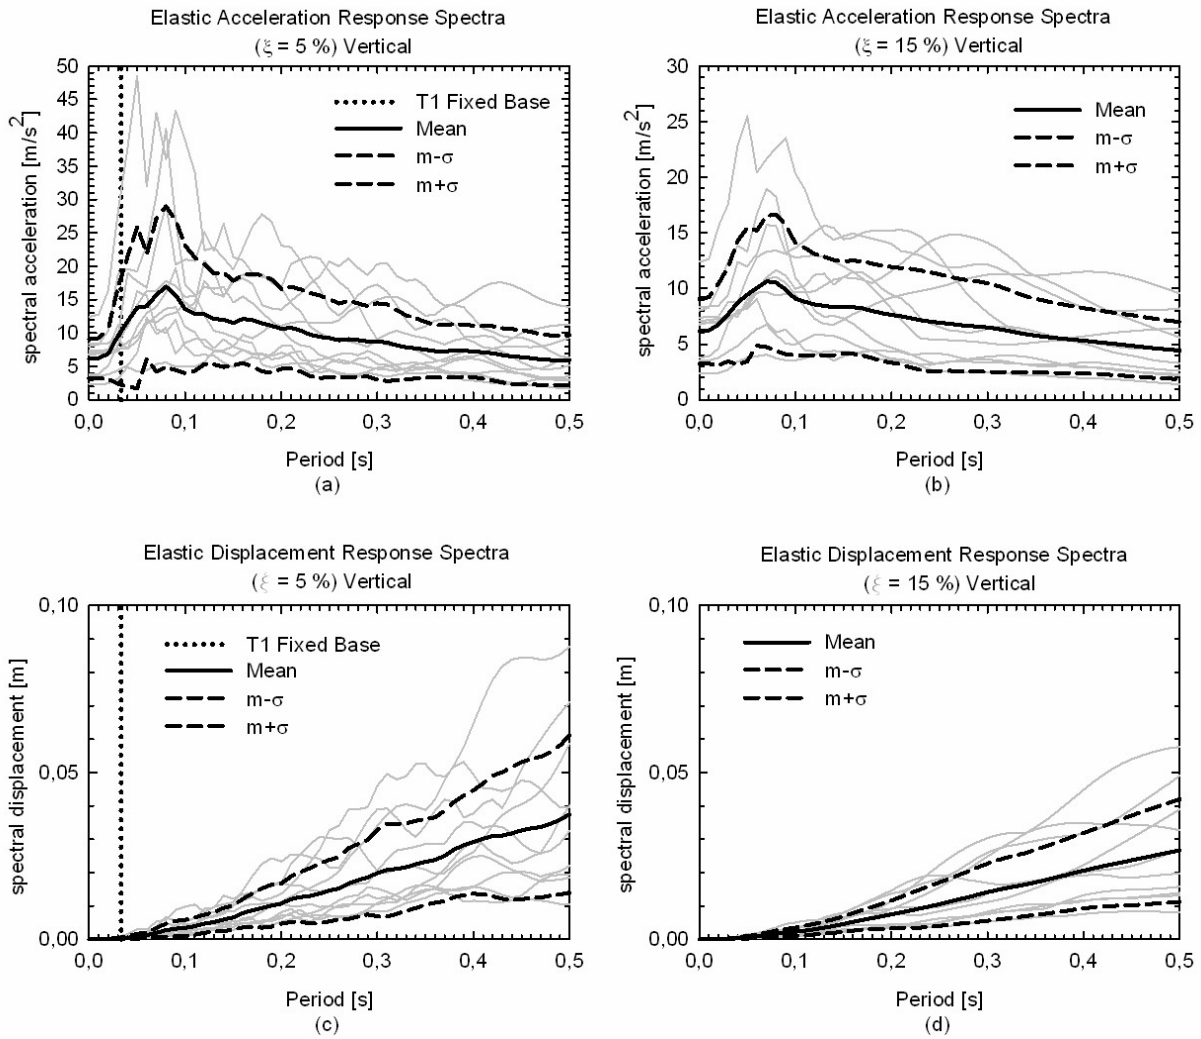 Elastic Acceleration Response Spectra
(ξ = 5 %) Vertical
50
45
40
35
30
25
20
15
10
5
0
spectral acceleration [m/s²]
T1 Fixed Base
Mean
m-σ
m+σ
0,0 0,1 0,2 0,3 0,4 0,5
Period [s]
(a)
Elastic Acceleration Response Spectra
(ξ = 15 %) Vertical
30
25
20
15
10
5
0
spectral acceleration [m/s²]
Mean
m-σ
m+σ
0,0 0,1 0,2 0,3 0,4 0,5
Period [s]
(b)
Elastic Displacement Response Spectra
(ξ = 5 %) Vertical
0,10
0,05
0,00
spectral displacement [m]
T1 Fixed Base
Mean
m-σ
m+σ
0,0 0,1 0,2 0,3 0,4 0,5
Period [s]
(c)
Elastic Displacement Response Spectra
(ξ = 15 %) Vertical
0,10
0,05
0,00
spectral displacement [m]
Mean
m-σ
m+σ
0,0 0,1 0,2 0,3 0,4 0,5
Period [s]
(d)